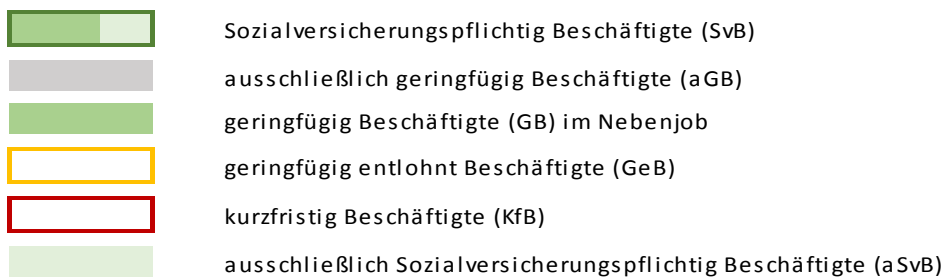 Sozialversicherungspflichtig Beschäftigte (SvB)
ausschließlich geringfügig Beschäftigte (aGB)
geringfügig Beschäftigte (GB) im Nebenjob
geringfügig entlohnt Beschäftigte (GeB)
kurzfristig Beschäftigte (KfB)
ausschließlich Sozialversicherungspflichtig Beschäftigte (aSvB)